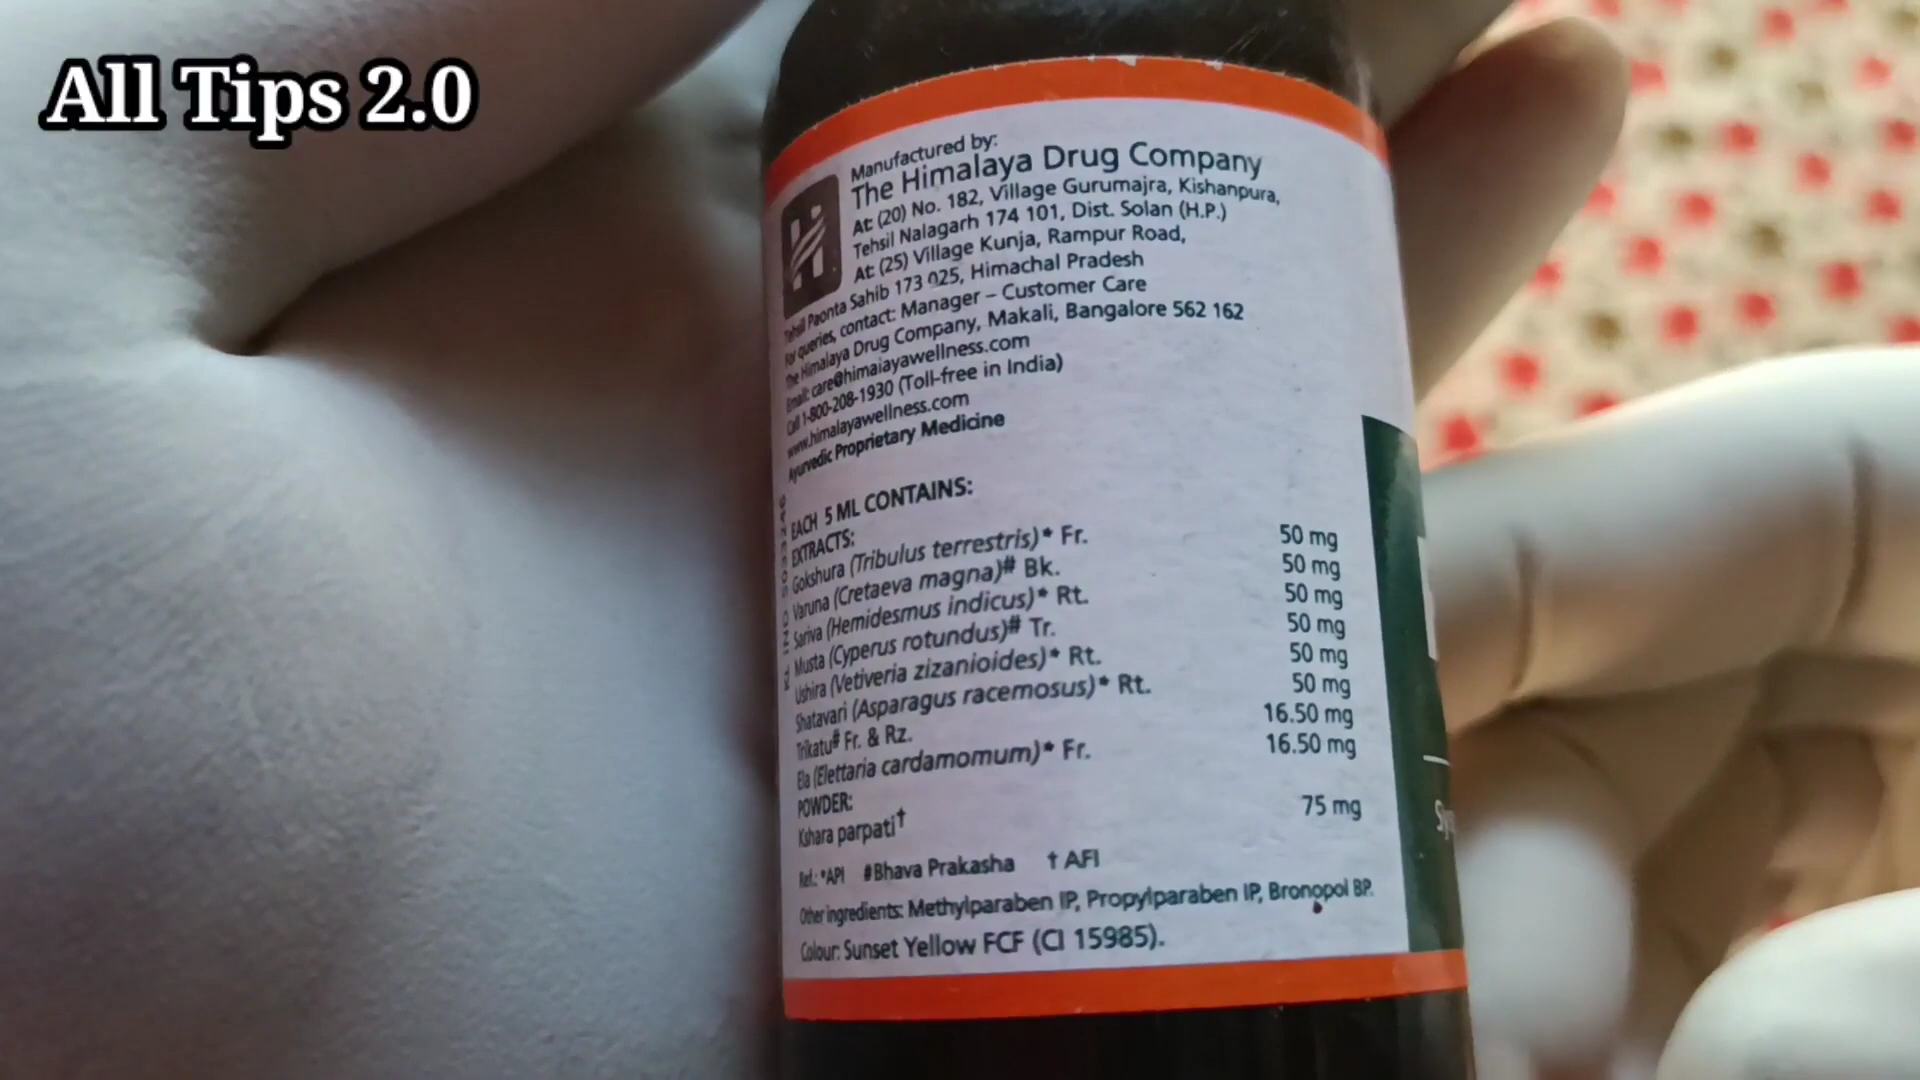 All Tips 2.0
Manufactured by:
The Himalaya Drug Company
At: (20) No. 182, Village Gurumajra, Kishanpura,
Tehsil Nalagarh 174 101, Dist. Solan (H.P.)
At: (25) Village Kunja, Rampur Road,
Tehsil Paonta Sahib 173 025, Himachal Pradesh
For queries, contact: Manager – Customer Care
The Himalaya Drug Company, Makali, Bangalore 562 162
Email: care@himalayawellness.com
Call 1-800-208-1930 (Toll-free in India)
www.himalayawellness.com
Ayurvedic Proprietary Medicine
EACH 5 ML CONTAINS:
EXTRACTS:
Gokshura (Tribulus terrestris)* Fr. 50 mg
Varuna (Cretaeva magna)# Bk. 50 mg
Sariva (Hemidesmus indicus)* Rt. 50 mg
Musta (Cyperus rotundus)# Tr. 50 mg
Ushira (Vetiveria zizanioides)* Rt. 50 mg
Shatavari (Asparagus racemosus)* Rt. 50 mg
Trikatu# Fr. & Rz. 16.50 mg
Ela (Elettaria cardamomum)* Fr. 16.50 mg
POWDER:
Kshara parpati† 75 mg
Ref.: *API #Bhava Prakasha † AFI
Other ingredients: Methylparaben IP, Propylparaben IP, Bronopol BP.
Colour: Sunset Yellow FCF (CI 15985).